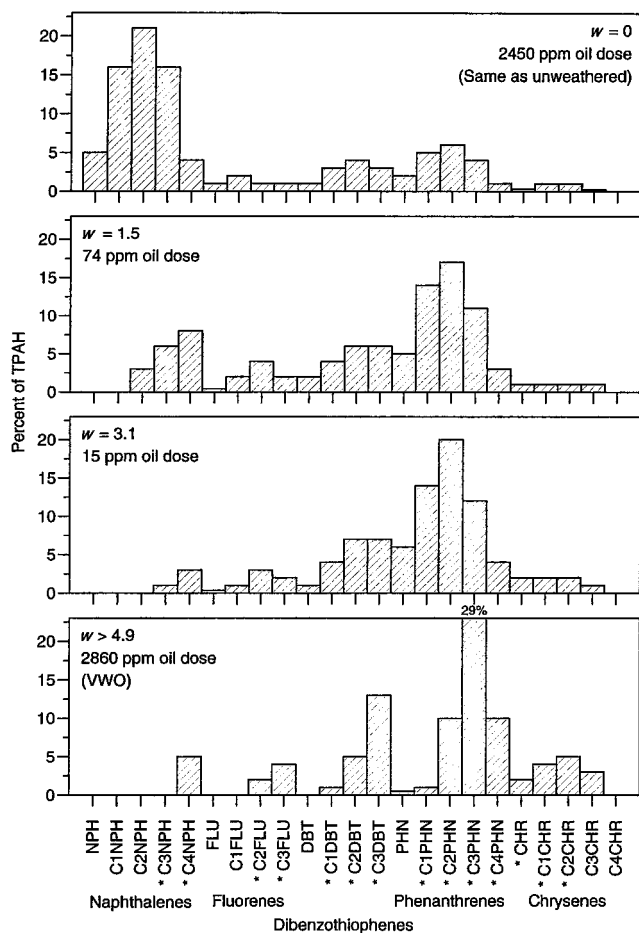 20
15
10
5
0
w = 0
2450 ppm oil dose
(Same as unweathered)
20
15
10
5
0
w = 1.5
74 ppm oil dose
Percent of TPAH
20
15
10
5
0
w = 3.1
15 ppm oil dose
29%
20
15
10
5
0
w > 4.9
2860 ppm oil dose
(VWO)
NPH
C1NPH
C2NPH
* C3NPH
* C4NPH
FLU
C1FLU
* C2FLU
* C3FLU
DBT
* C1DBT
* C2DBT
* C3DBT
PHN
* C1PHN
* C2PHN
* C3PHN
* C4PHN
* CHR
* C1CHR
* C2CHR
C3CHR
C4CHR
Naphthalenes Fluorenes Phenanthrenes Chrysenes
Dibenzothiophenes